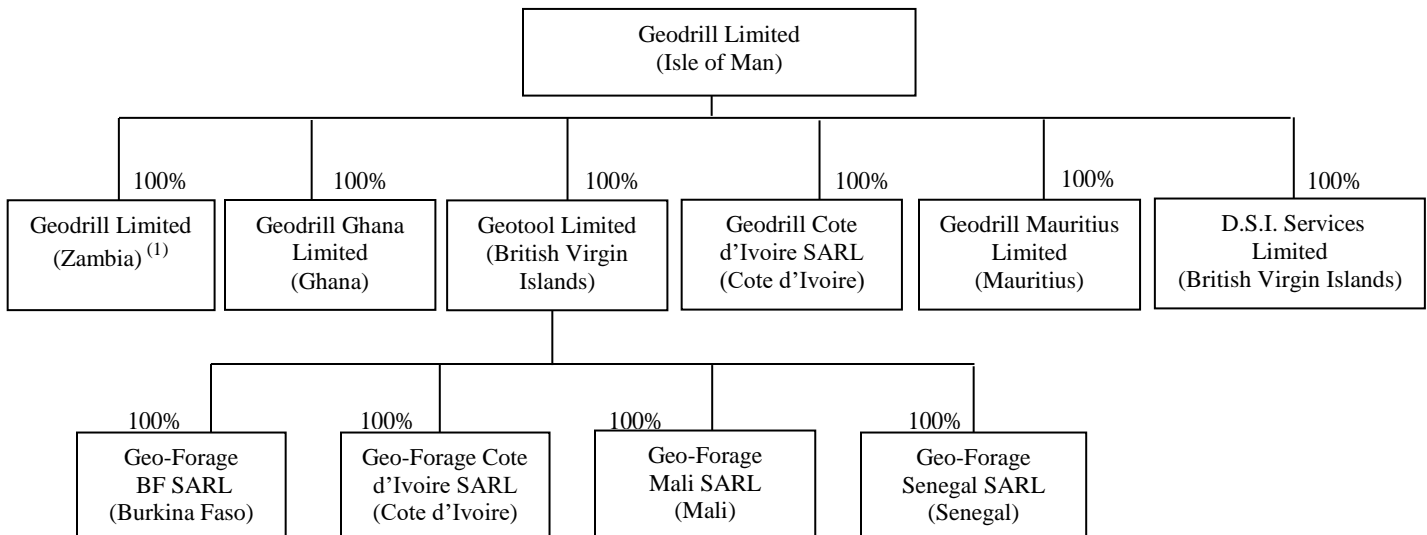 Geodrill Limited
(Isle of Man)
100%
100%
100%
100%
100%
100%
Geodrill Limited
(Zambia) (1)
Geodrill Ghana
Limited
(Ghana)
Geotool Limited
(British Virgin
Islands)
Geodrill Cote
d'Ivoire SARL
(Cote d'Ivoire)
Geodrill Mauritius
Limited
(Mauritius)
D.S.I. Services
Limited
(British Virgin Islands)
100%
100%
100%
100%
Geo-Forage
BF SARL
(Burkina Faso)
Geo-Forage Cote
d'Ivoire SARL
(Cote d'Ivoire)
Geo-Forage
Mali SARL
(Mali)
Geo-Forage
Senegal SARL
(Senegal)